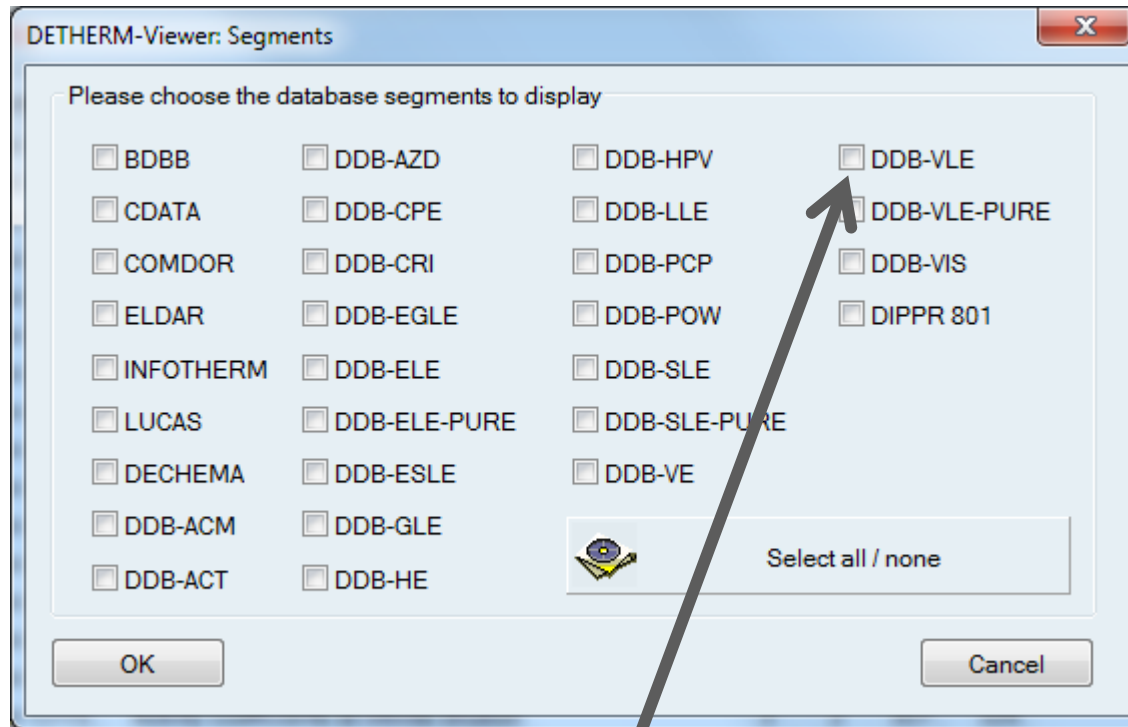 DETHERM-Viewer: Segments
Please choose the database segments to display
BDBB DDB-AZD DDB-HPV DDB-VLE
CDATA DDB-CPE DDB-LLE DDB-VLE-PURE
COMDOR DDB-CRI DDB-PCP DDB-VIS
ELDAR DDB-EGLE DDB-POW DIPPR 801
INFOTHERM DDB-ELE DDB-SLE
LUCAS DDB-ELE-PURE DDB-SLE-PURE
DECHEMA DDB-ESLE DDB-VE
DDB-ACM DDB-GLE
Select all / none
DDB-ACT DDB-HE
OK Cancel